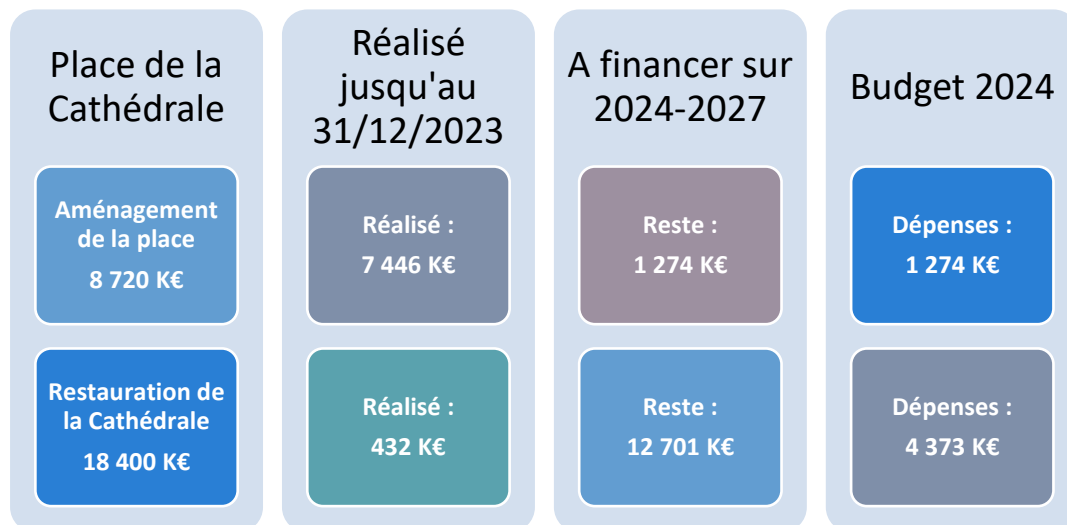 Place de la
Cathédrale
Aménagement
de la place
8 720 K€
Restauration de
la Cathédrale
18 400 K€
Réalisé
jusqu'au
31/12/2023
Réalisé :
7 446 K€
Réalisé :
432 K€
A financer sur
2024-2027
Reste :
1 274 K€
Reste :
12 701 K€
Budget 2024
Dépenses :
1 274 K€
Dépenses :
4 373 K€